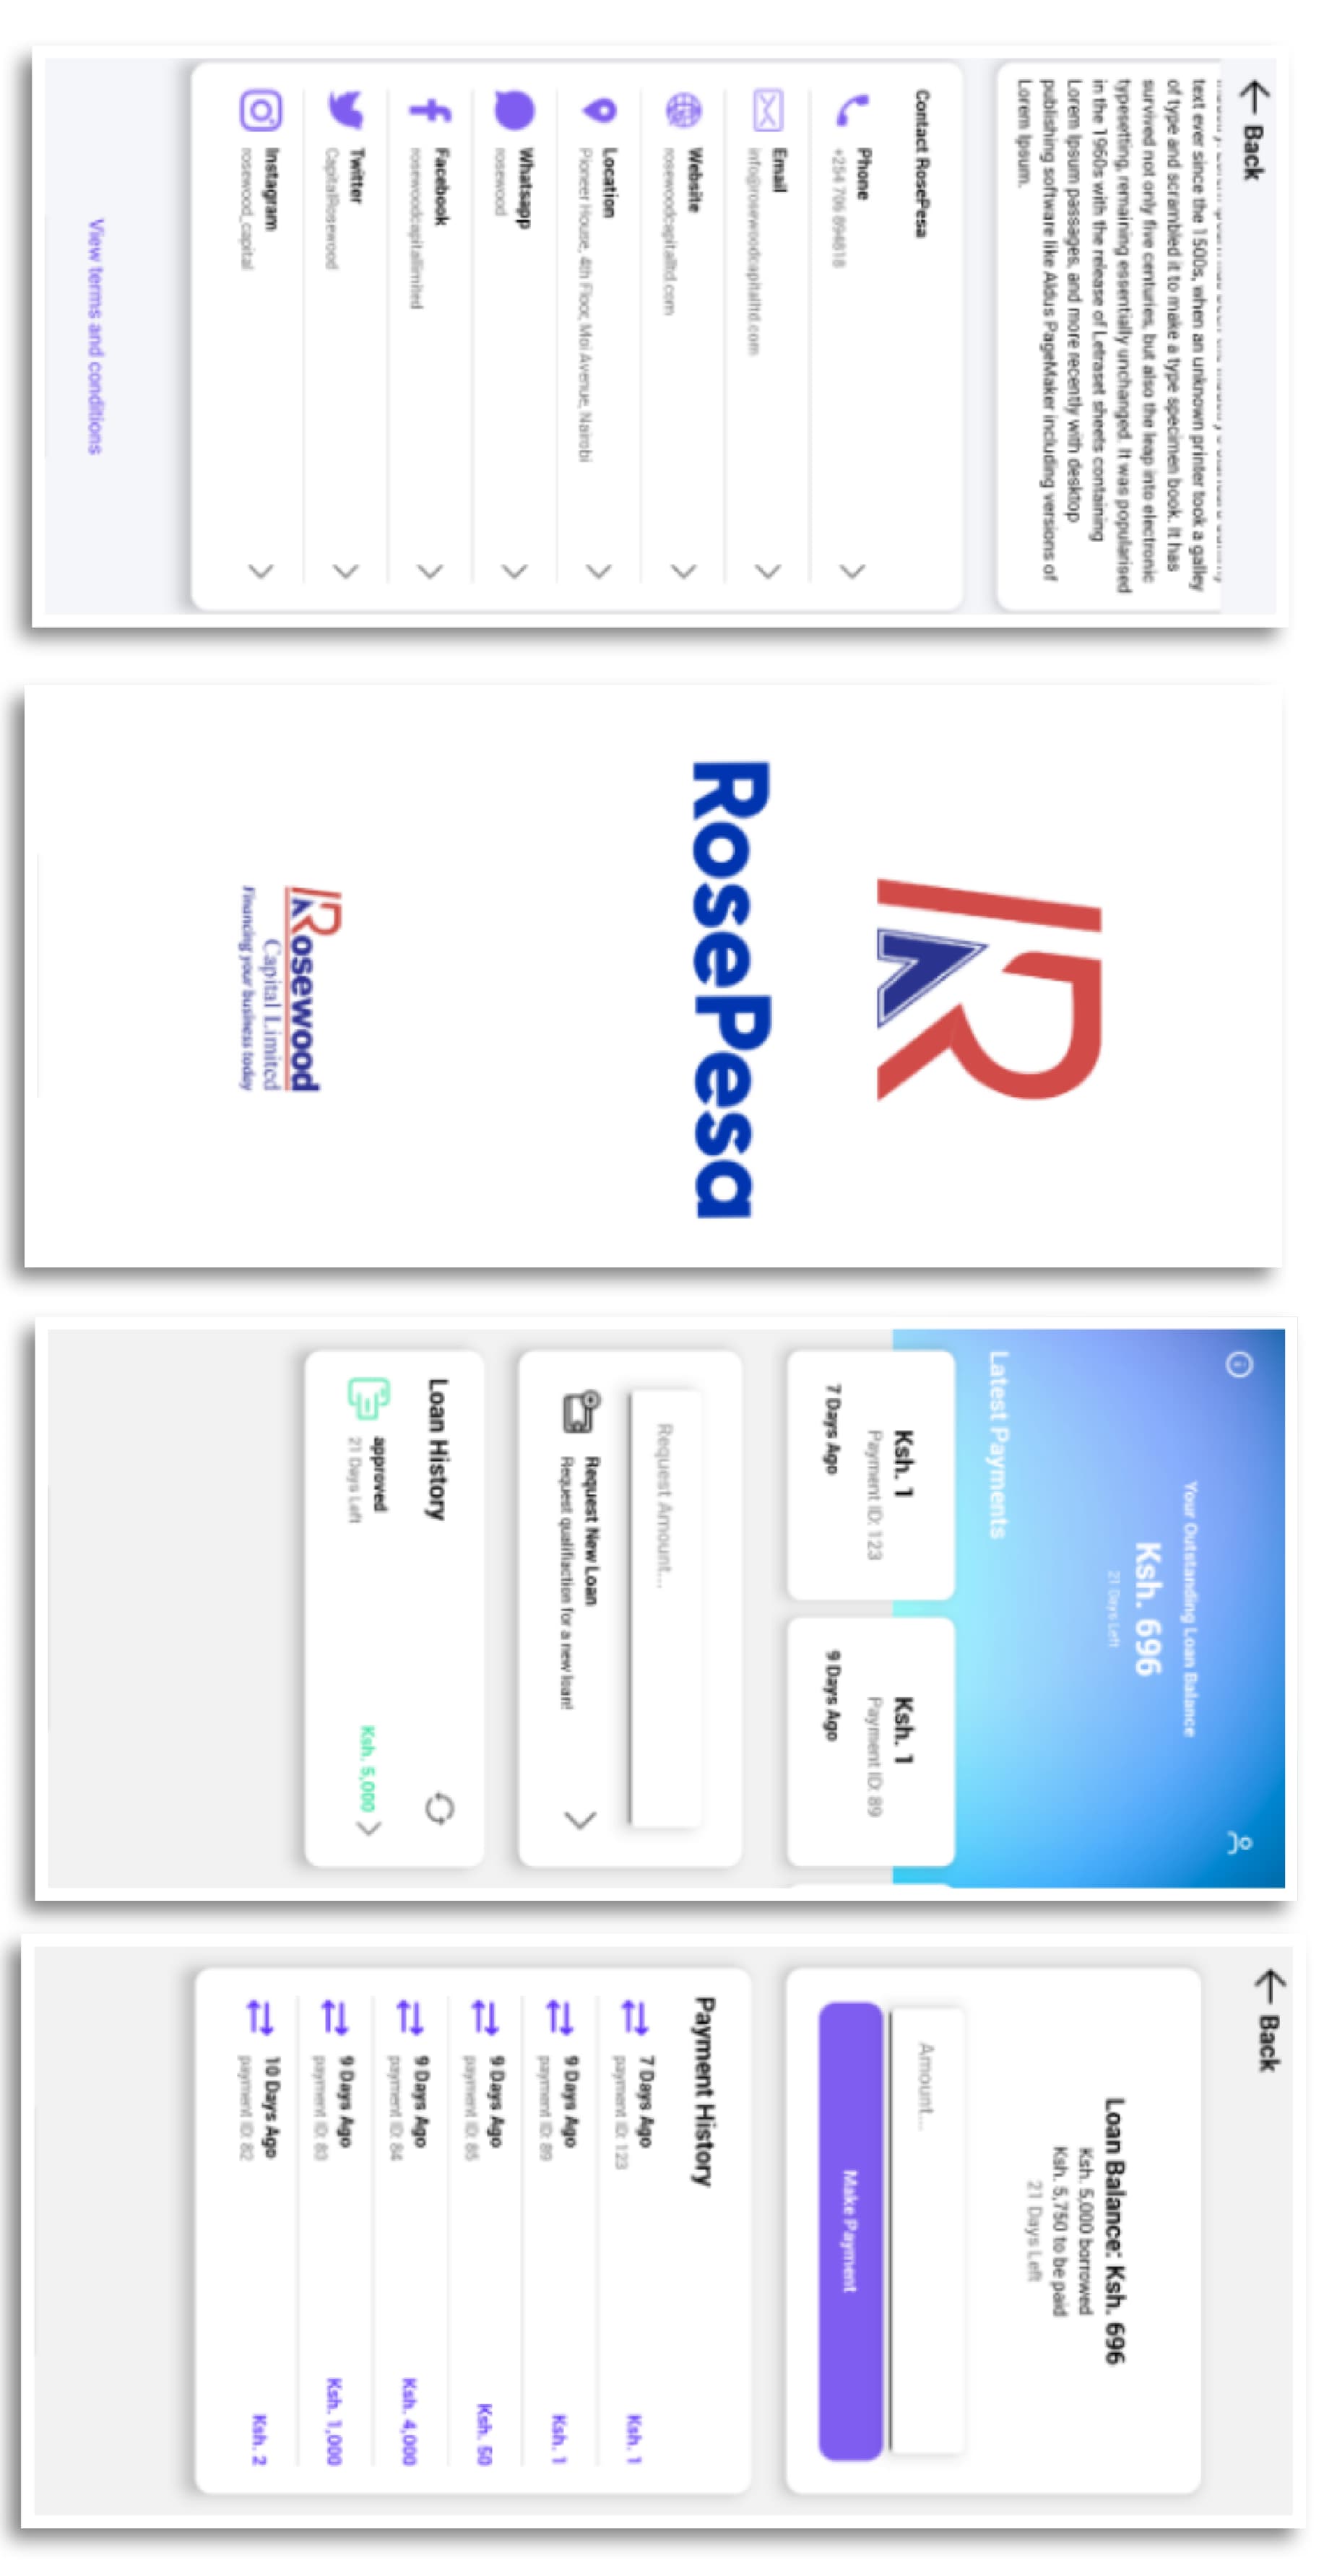 Back
text ever since the 1500s, when an unknown printer took a galley
of type and scrambled it to make a type specimen book. It has
survived not only five centuries, but also the leap into electronic
typesetting, remaining essentially unchanged. It was popularised
in the 1960s with the release of Letraset sheets containing
Lorem Ipsum passages, and more recently with desktop
publishing software like Aldus PageMaker including versions of
Lorem Ipsum.
Contact RosePesa
Phone
+254 706 894818
Email
info@rosewoodcapitalltd.com
Website
rosewoodcapitalltd.com
Location
Pioneer House, 4th Floor, Moi Avenue, Nairobi
Whatsapp
rosewood
Facebook
rosewoodcapitallimited
Twitter
CapitalRosewood
Instagram
rosewood_capital
View terms and conditions
RosePesa
Rosewood
Capital Limited
Financing your business today
Your Outstanding Loan Balance
Ksh. 696
21 Days Left
Latest Payments
Ksh. 1
Payment ID: 123
7 Days Ago
Ksh. 1
Payment ID: 89
9 Days Ago
Request Amount...
Request New Loan
Request qualifiaction for a new loan!
Loan History
approved
21 Days Left
Ksh. 5,000
Back
Loan Balance: Ksh. 696
Ksh. 5,000 borrowed
Ksh. 5,750 to be paid
21 Days Left
Amount...
Make Payment
Payment History
7 Days Ago
payment ID: 123
Ksh. 1
9 Days Ago
payment ID: 89
Ksh. 1
9 Days Ago
payment ID: 85
Ksh. 50
9 Days Ago
payment ID: 84
Ksh. 4,000
9 Days Ago
payment ID: 83
Ksh. 1,000
10 Days Ago
payment ID: 82
Ksh. 2